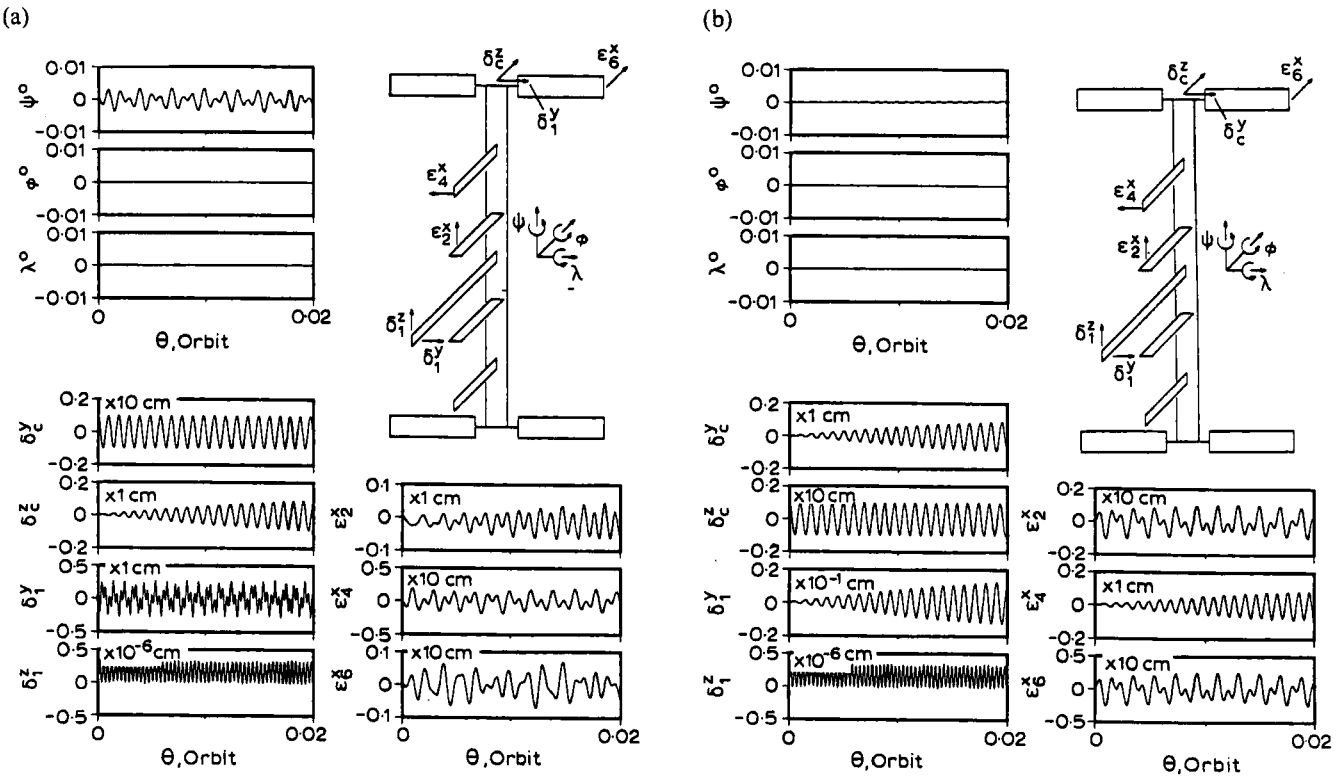 (a)
0·01
ψ°
0
-0·01
0·01
φ°
0
-0·01
0·01
λ°
0
-0·01
0
0·02
θ, Orbit
δ_c^z
ε_6^x
δ_1^y
ε_4^x
ε_2^x
ψ
φ
λ
δ_1^z
δ_1^y
0·2
x10 cm
δ_c^y
0
-0·2
0·2
x1 cm
δ_c^z
0
-0·2
0·5
x1 cm
δ_1^y
0
-0·5
0·5
x10⁻⁶ cm
δ_1^z
0
-0·5
0
0·02
θ, Orbit
0·1
x1 cm
ε_2^x
0
-0·1
0·5
x10 cm
ε_4^x
0
-0·5
0·1
x10 cm
ε_6^x
0
-0·1
0
0·02
θ, Orbit
(b)
0·01
ψ°
0
-0·01
0·01
φ°
0
-0·01
0·01
λ°
0
-0·01
0
0·02
θ, Orbit
δ_c^z
ε_6^x
δ_c^y
ε_4^x
ε_2^x
ψ
φ
λ
δ_1^z
δ_1^y
0·2
x1 cm
δ_c^y
0
-0·2
0·2
x10 cm
δ_c^z
0
-0·2
0·2
x10⁻¹ cm
δ_1^y
0
-0·2
0·5
x10⁻⁶ cm
δ_1^z
0
-0·5
0
0·02
θ, Orbit
0·2
x10 cm
ε_2^x
0
-0·2
0·2
x1 cm
ε_4^x
0
-0·2
0·5
x10 cm
ε_6^x
0
-0·5
0
0·02
θ, Orbit